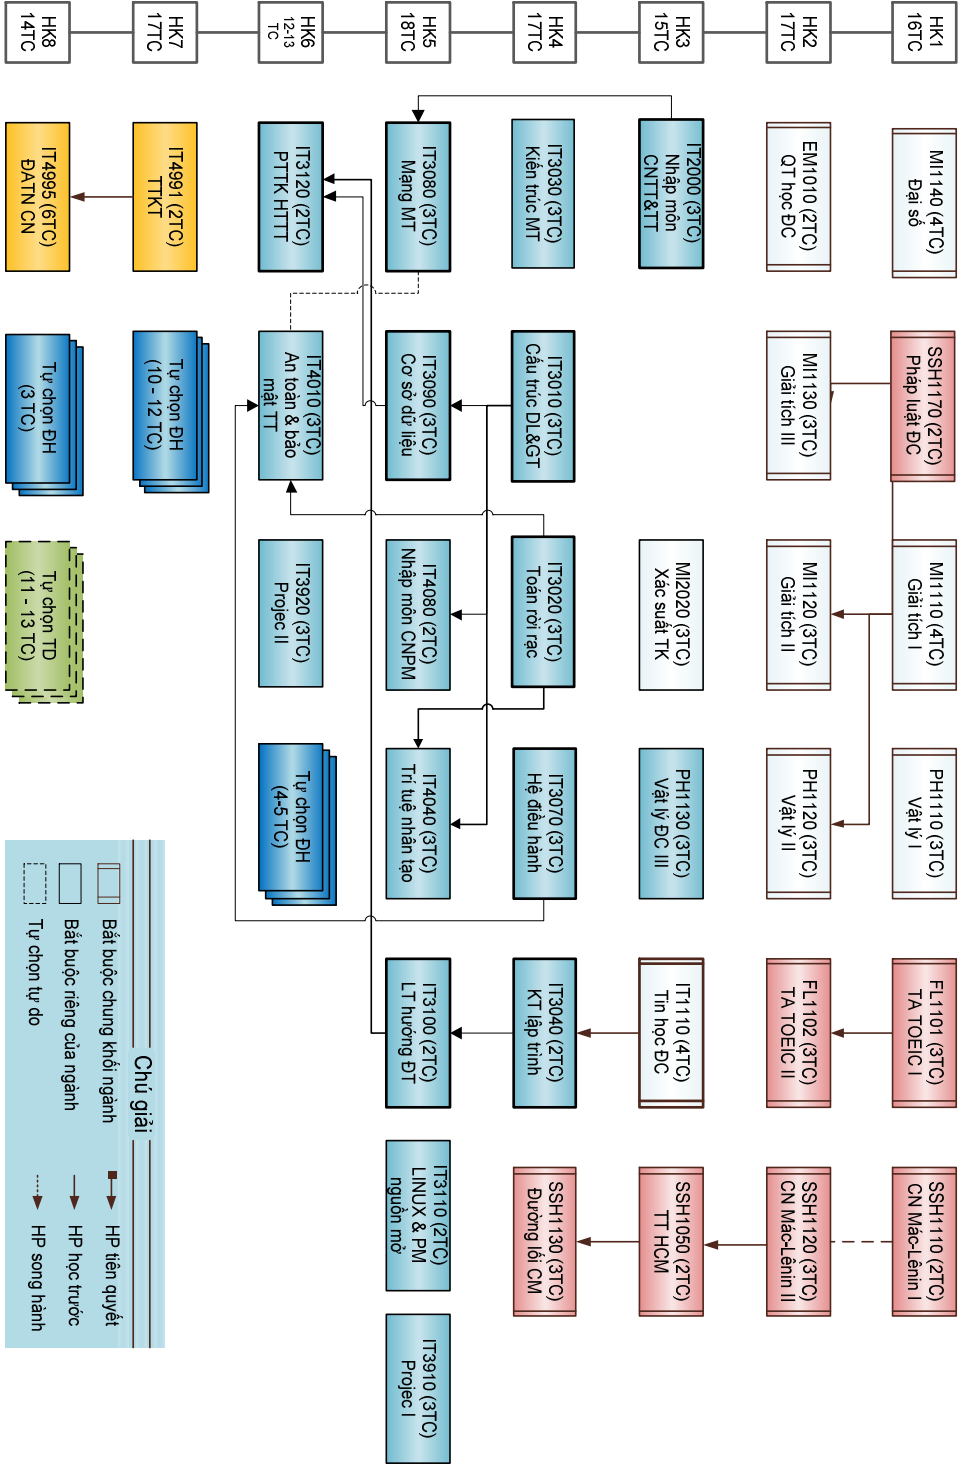 HK1
16TC
MI1140 (4TC)
Đại số
SSH1170 (2TC)
Pháp luật ĐC
MI1110 (4TC)
Giải tích I
PH1110 (3TC)
Vật lý I
FL1101 (3TC)
TA TOEIC I
SSH1110 (2TC)
CN Mác-Lênin I
HK2
17TC
EM1010 (2TC)
QT học ĐC
MI1130 (3TC)
Giải tích III
MI1120 (3TC)
Giải tích II
PH1120 (3TC)
Vật lý II
FL1102 (3TC)
TA TOEIC II
SSH1120 (3TC)
CN Mác-Lênin II
HK3
15TC
IT2000 (3TC)
Nhập môn
CNTT&TT
MI2020 (3TC)
Xác suất TK
PH1130 (3TC)
Vật lý ĐC III
IT1110 (4TC)
Tin học ĐC
SSH1050 (2TC)
TT HCM
HK4
17TC
IT3030 (3TC)
Kiến trúc MT
IT3010 (3TC)
Cấu trúc DL&GT
IT3020 (3TC)
Toán rời rạc
IT3070 (3TC)
Hệ điều hành
IT3040 (2TC)
KT lập trình
SSH1130 (3TC)
Đường lối CM
HK5
18TC
IT3080 (3TC)
Mạng MT
IT3090 (3TC)
Cơ sở dữ liệu
IT4080 (2TC)
Nhập môn CNPM
IT4040 (3TC)
Trí tuệ nhân tạo
IT3100 (2TC)
LT hướng ĐT
IT3110 (2TC)
LINUX & PM
nguồn mở
IT3910 (3TC)
Projec I
HK6
12-13
TC
IT3120 (2TC)
PTTK HTTT
IT4010 (3TC)
An toàn & bảo
mật TT
IT3920 (3TC)
Projec II
Tự chọn ĐH
(4-5 TC)
HK7
17TC
IT4991 (2TC)
TTKT
Tự chọn ĐH
(10 - 12 TC)
HK8
14TC
IT4995 (6TC)
ĐATN CN
Tự chọn ĐH
(3 TC)
Tự chọn TD
(11 - 13 TC)
Chú giải
Bắt buộc chung khối ngành
HP tiên quyết
Bắt buộc riêng của ngành
HP học trước
Tự chọn tự do
HP song hành